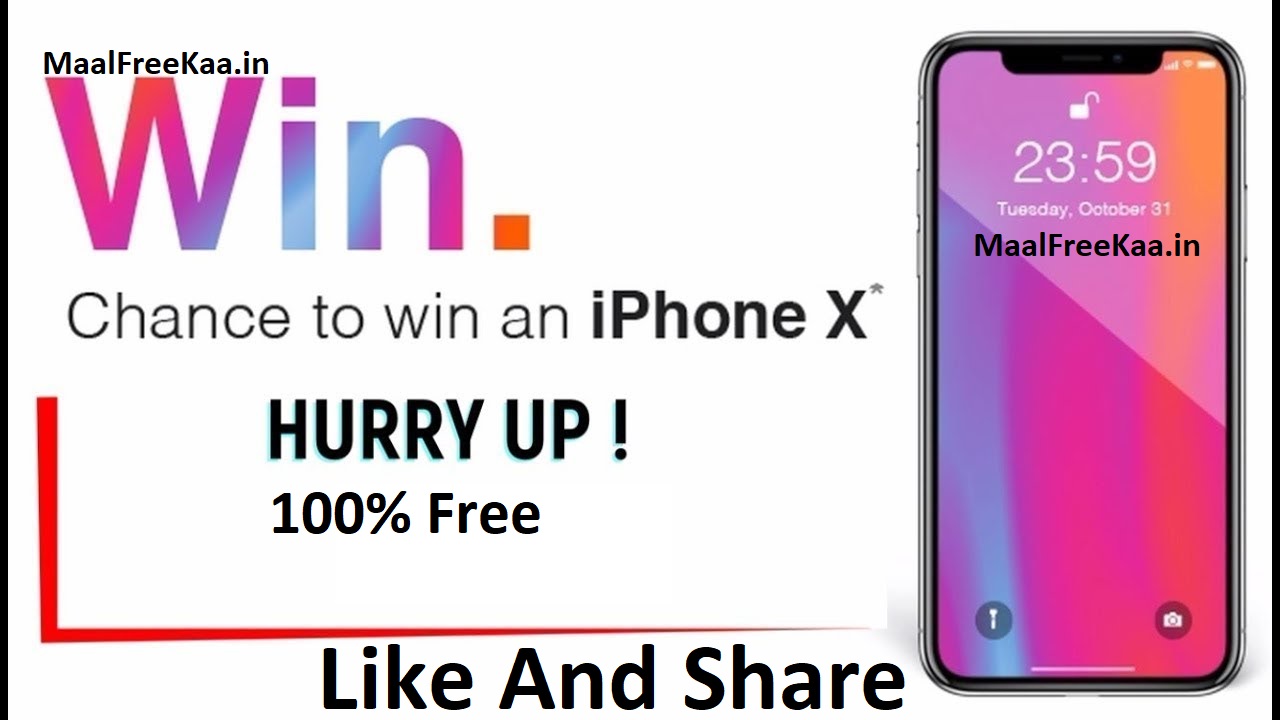 MaalFreeKaa.in
Win.
Chance to win an iPhone X*
HURRY UP !
100% Free
Like And Share
23:59
Tuesday, October 31
MaalFreeKaa.in